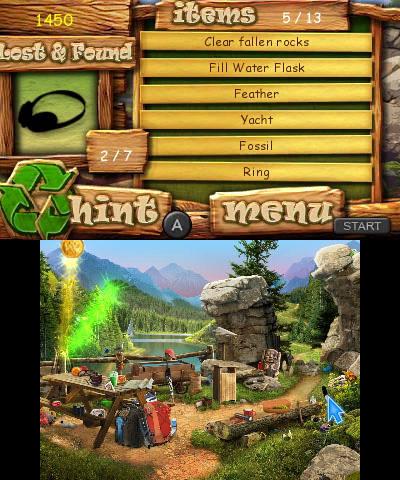 1450
items 5/13
Lost & Found
Clear fallen rocks
Fill Water Flask
Feather
Yacht
Fossil
Ring
2/7
hint
A
menu
START